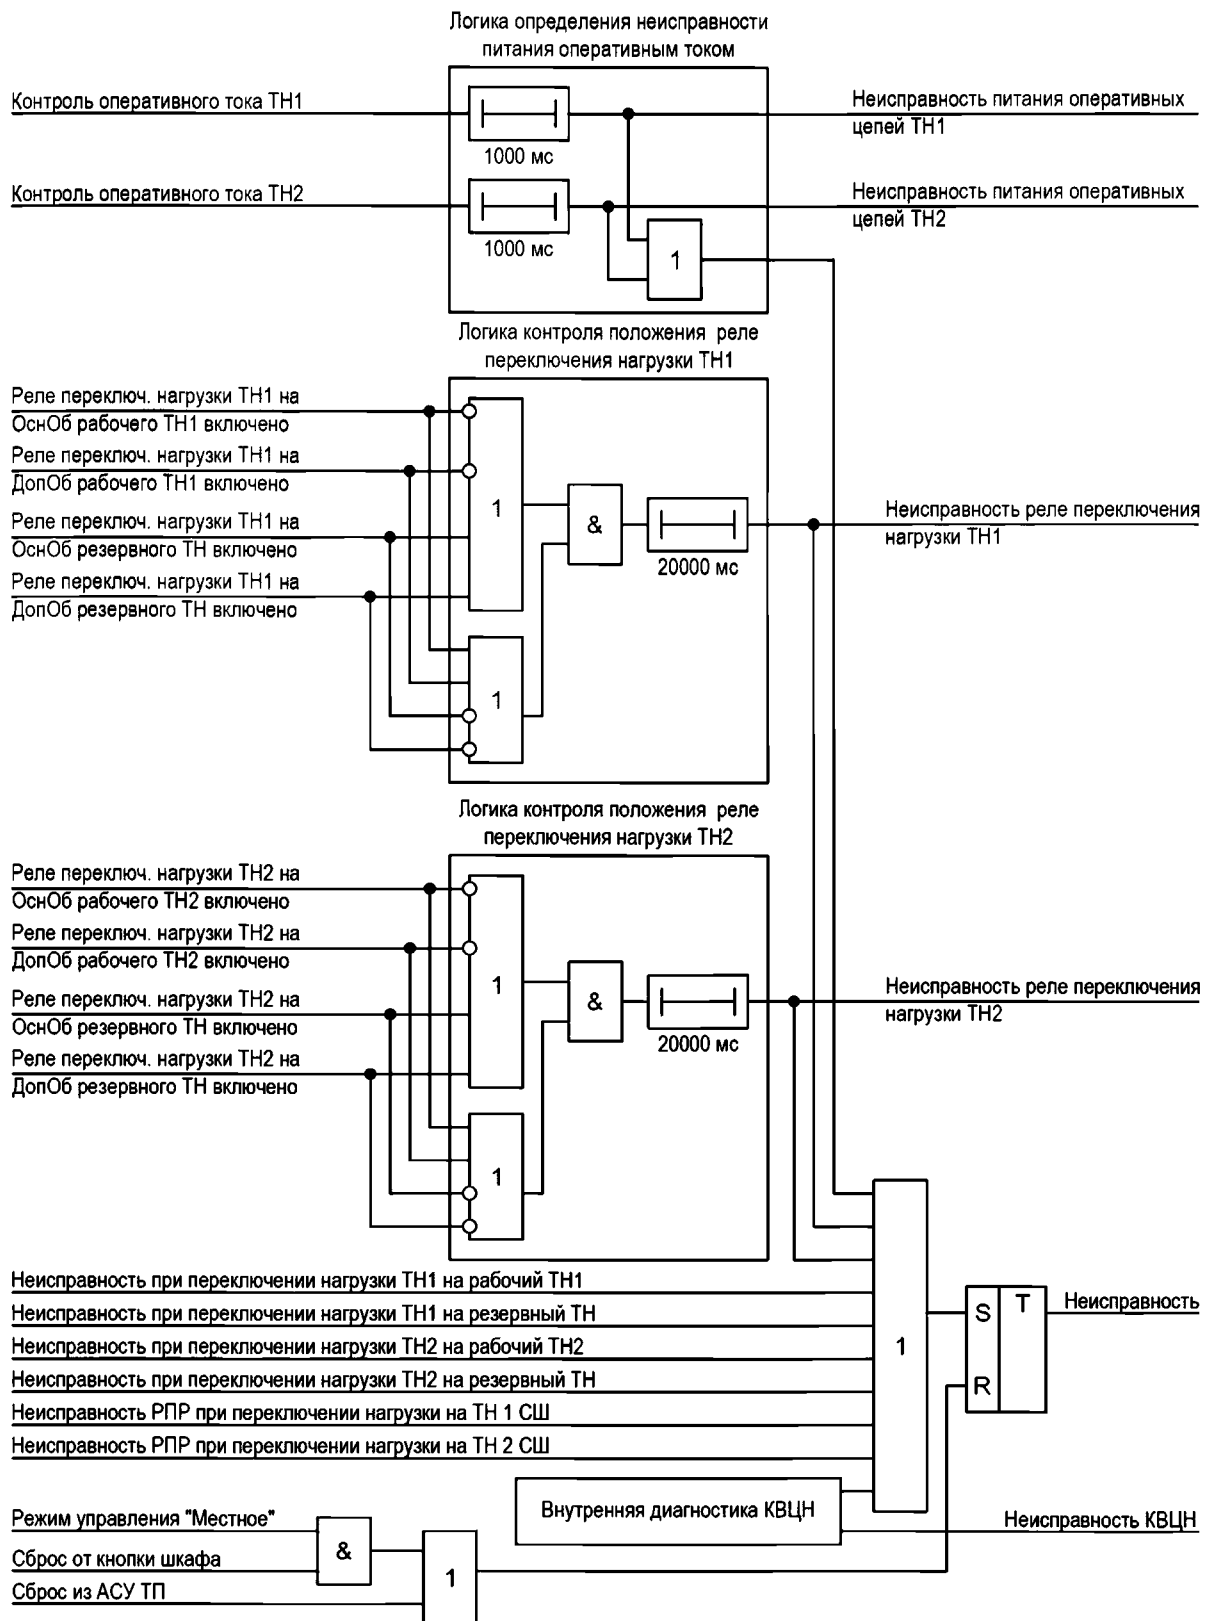 Логика определения неисправности
питания оперативным током
Контроль оперативного тока ТН1
1000 мс
Неисправность питания оперативных
цепей ТН1
Контроль оперативного тока ТН2
1000 мс
1
Неисправность питания оперативных
цепей ТН2
Логика контроля положения реле
переключения нагрузки ТН1
Реле переключ. нагрузки ТН1 на
ОснОб рабочего ТН1 включено
Реле переключ. нагрузки ТН1 на
ДопОб рабочего ТН1 включено
Реле переключ. нагрузки ТН1 на
ОснОб резервного ТН включено
Реле переключ. нагрузки ТН1 на
ДопОб резервного ТН включено
1
&
20000 мс
1
Неисправность реле переключения
нагрузки ТН1
Логика контроля положения реле
переключения нагрузки ТН2
Реле переключ. нагрузки ТН2 на
ОснОб рабочего ТН2 включено
Реле переключ. нагрузки ТН2 на
ДопОб рабочего ТН2 включено
Реле переключ. нагрузки ТН2 на
ОснОб резервного ТН включено
Реле переключ. нагрузки ТН2 на
ДопОб резервного ТН включено
1
&
20000 мс
1
Неисправность реле переключения
нагрузки ТН2
Неисправность при переключении нагрузки ТН1 на рабочий ТН1
Неисправность при переключении нагрузки ТН1 на резервный ТН
Неисправность при переключении нагрузки ТН2 на рабочий ТН2
Неисправность при переключении нагрузки ТН2 на резервный ТН
Неисправность РПР при переключении нагрузки на ТН 1 СШ
Неисправность РПР при переключении нагрузки на ТН 2 СШ
1
S T
R
Неисправность
Внутренняя диагностика КВЦН
Неисправность КВЦН
Режим управления "Местное"
Сброс от кнопки шкафа
Сброс из АСУ ТП
&
1